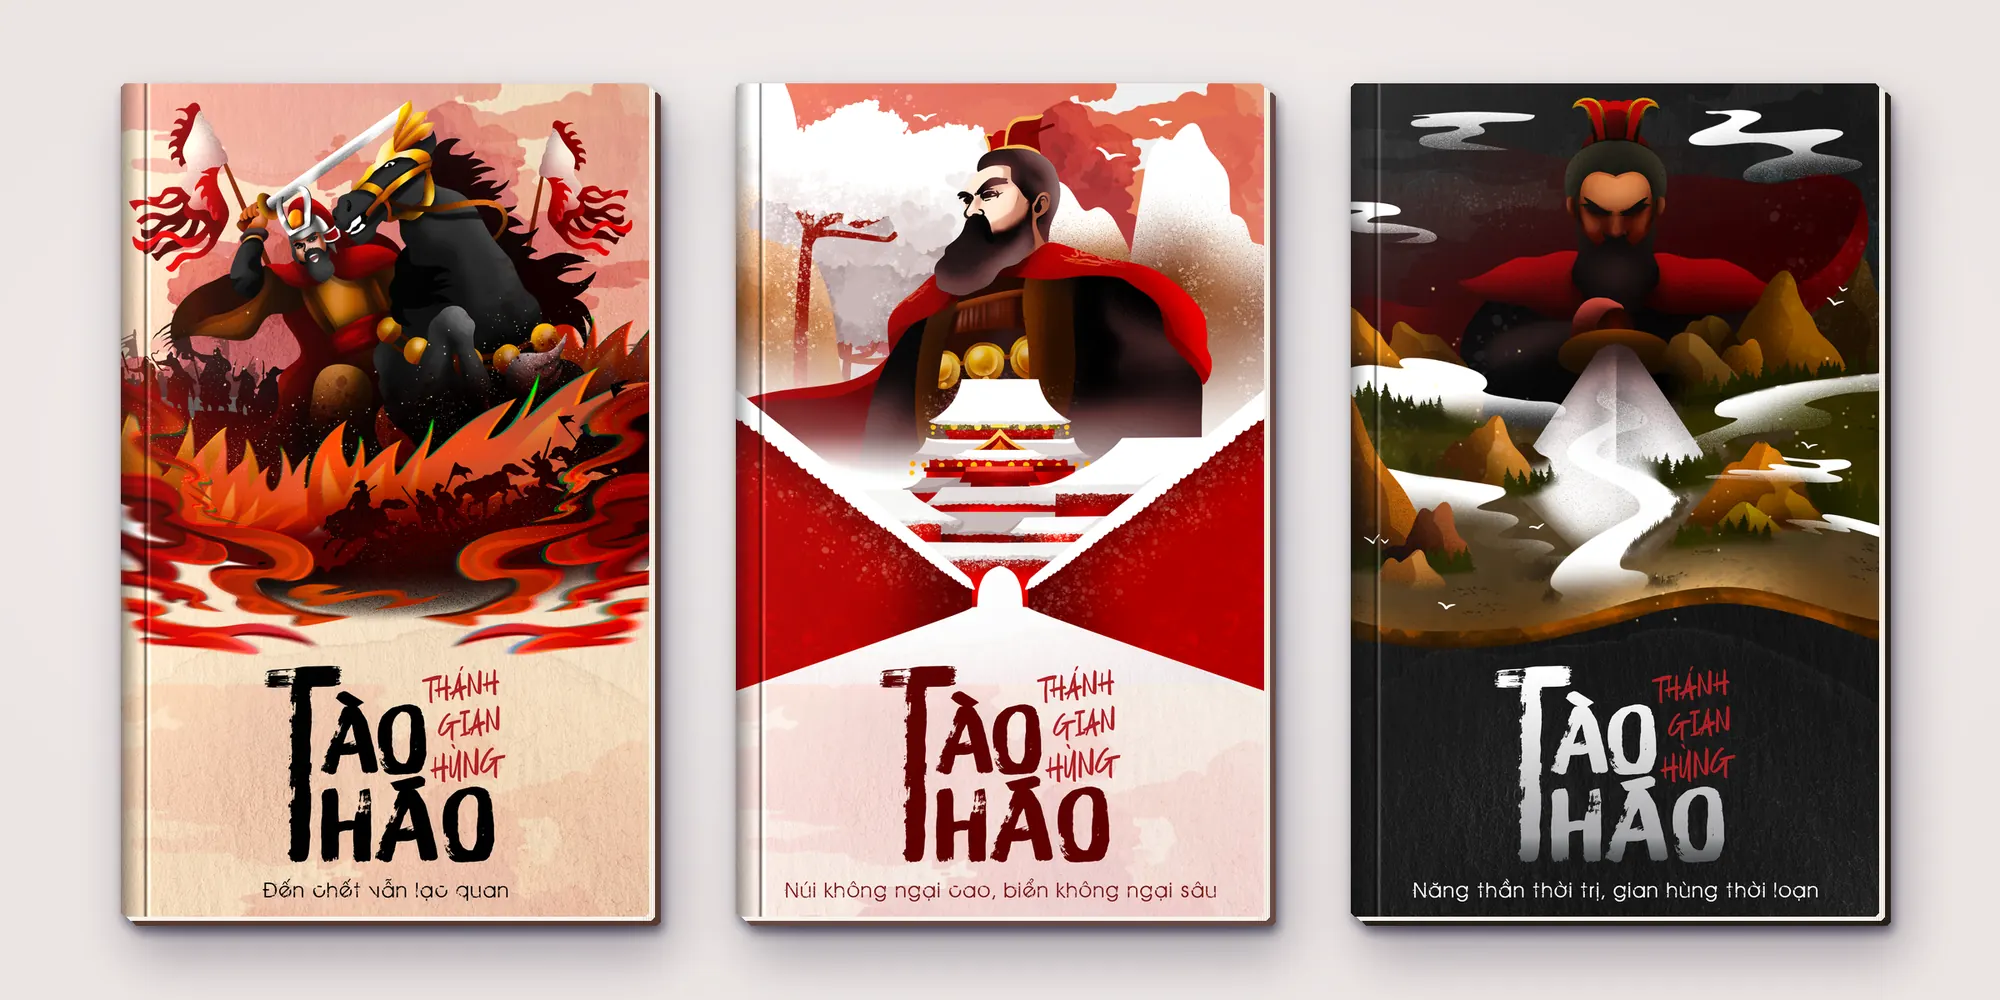 TÀO
THÁNH
GIAN
HÙNG
THÁO
Đến chết vẫn lạc quan
TÀO
THÁNH
GIAN
HÙNG
THÁO
Núi không ngại cao, biển không ngại sâu
TÀO
THÁNH
GIAN
HÙNG
THÁO
Năng thần thời trị, gian hùng thời loạn